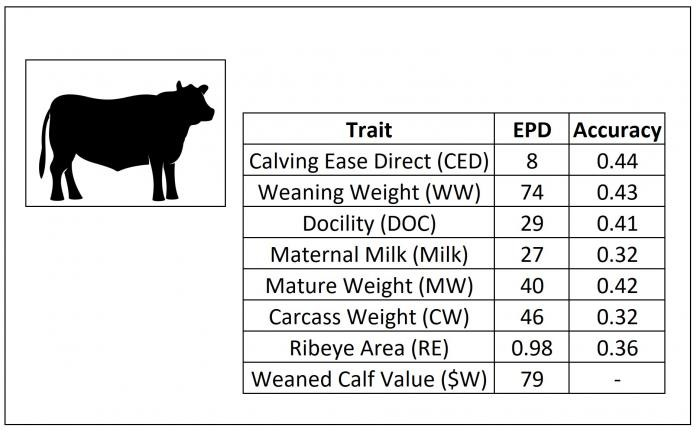 Trait EPD Accuracy
Calving Ease Direct (CED) 8 0.44
Weaning Weight (WW) 74 0.43
Docility (DOC) 29 0.41
Maternal Milk (Milk) 27 0.32
Mature Weight (MW) 40 0.42
Carcass Weight (CW) 46 0.32
Ribeye Area (RE) 0.98 0.36
Weaned Calf Value ($W) 79 -